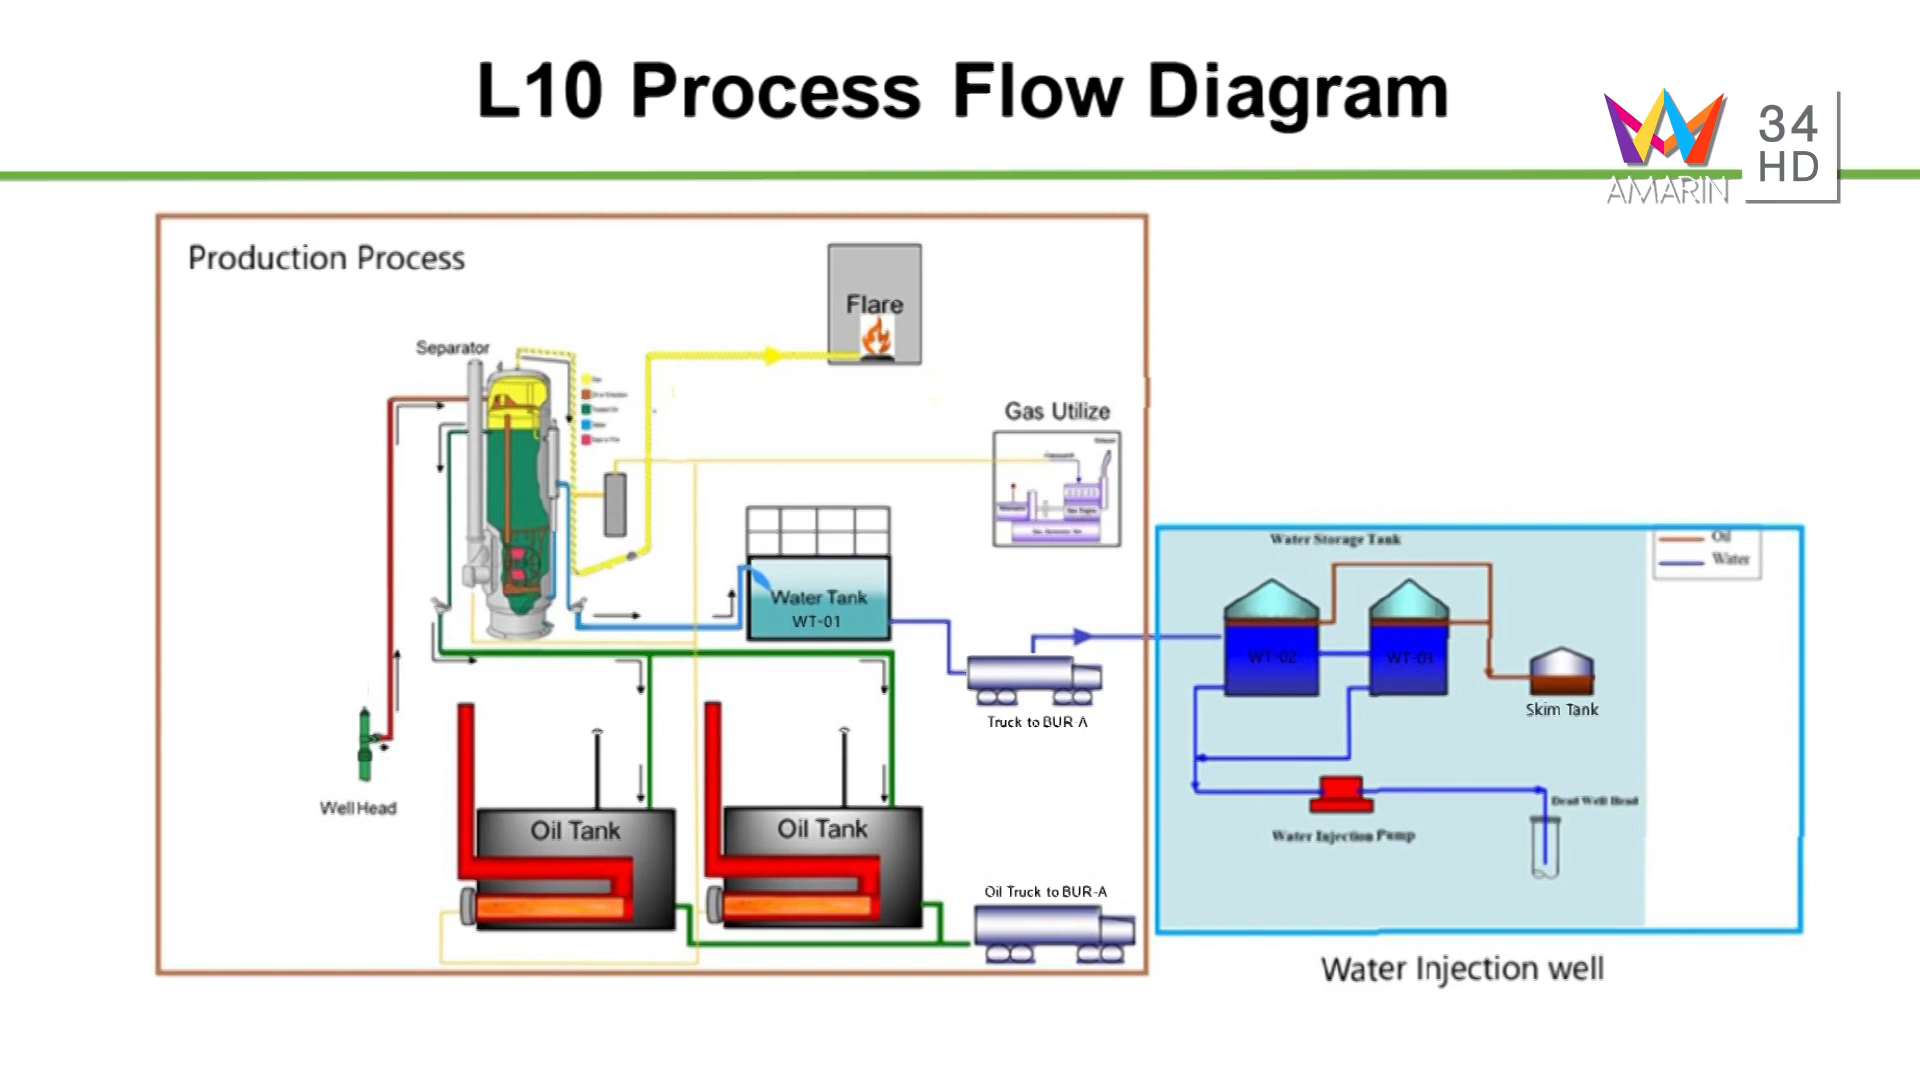 L10 Process Flow Diagram
34
HD
AMARIN
Production Process
Flare
Separator
Gas Utilize
Water Tank
WT-01
Truck to BUR-A
Well Head
Oil Tank
Oil Tank
Oil Truck to BUR-A
Water Storage Tank
Oil
Water
WT-02
WT-01
Skim Tank
Dead Well Head
Water Injection Pump
Water Injection well